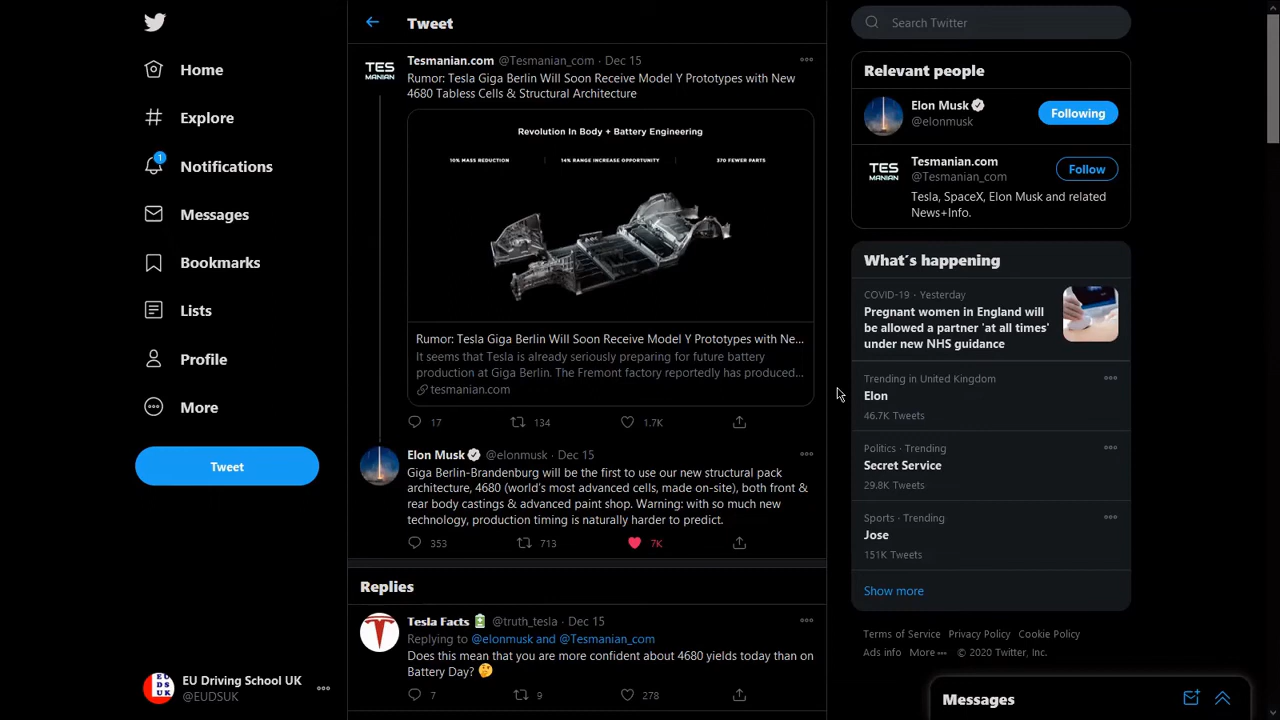 Home
Explore
1
Notifications
Messages
Bookmarks
Lists
Profile
More
Tweet
EU Driving School UK
@EUDSUK
Tweet
TES
MANIAN
Tesmanian.com @Tesmanian_com · Dec 15
Rumor: Tesla Giga Berlin Will Soon Receive Model Y Prototypes with New
4680 Tabless Cells & Structural Architecture
Revolution In Body + Battery Engineering
10% MASS REDUCTION
14% RANGE INCREASE OPPORTUNITY
370 FEWER PARTS
Rumor: Tesla Giga Berlin Will Soon Receive Model Y Prototypes with Ne...
It seems that Tesla is already seriously preparing for future battery
production at Giga Berlin. The Fremont factory reportedly has produced...
tesmanian.com
17 134 1.7K
Elon Musk @elonmusk · Dec 15
Giga Berlin-Brandenburg will be the first to use our new structural pack
architecture, 4680 (world's most advanced cells, made on-site), both front &
rear body castings & advanced paint shop. Warning: with so much new
technology, production timing is naturally harder to predict.
353 713 7K
Replies
Tesla Facts @truth_tesla · Dec 15
Replying to @elonmusk and @Tesmanian_com
Does this mean that you are more confident about 4680 yields today than on
Battery Day? 🤔
7 9 278
Search Twitter
Relevant people
Elon Musk
@elonmusk
Following
TES
MANIAN
Tesmanian.com
@Tesmanian_com
Follow
Tesla, SpaceX, Elon Musk and related
News+Info.
What's happening
COVID-19 · Yesterday
Pregnant women in England will
be allowed a partner 'at all times'
under new NHS guidance
Trending in United Kingdom
Elon
46.7K Tweets
Politics · Trending
Secret Service
29.8K Tweets
Sports · Trending
Jose
151K Tweets
Show more
Terms of Service Privacy Policy Cookie Policy
Ads info More ··· © 2020 Twitter, Inc.
Messages